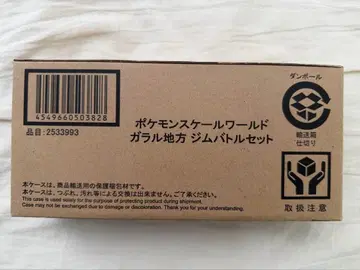 4549660503828
品番:2533993
ポケモンスケールワールド
ガラル地方 ジムバトルセット
ダンボール
輸送箱
仕切り
取扱注意
本ケースは、商品輸送用の保護梱包材です。
本ケースは、つぶれ、汚れ等による交換は出来ません。ご了承ください。
This case is used solely for the purpose of protecting product during shipment.
Case may not be exchanged due to damage or discoloration. Thank you for your understanding.